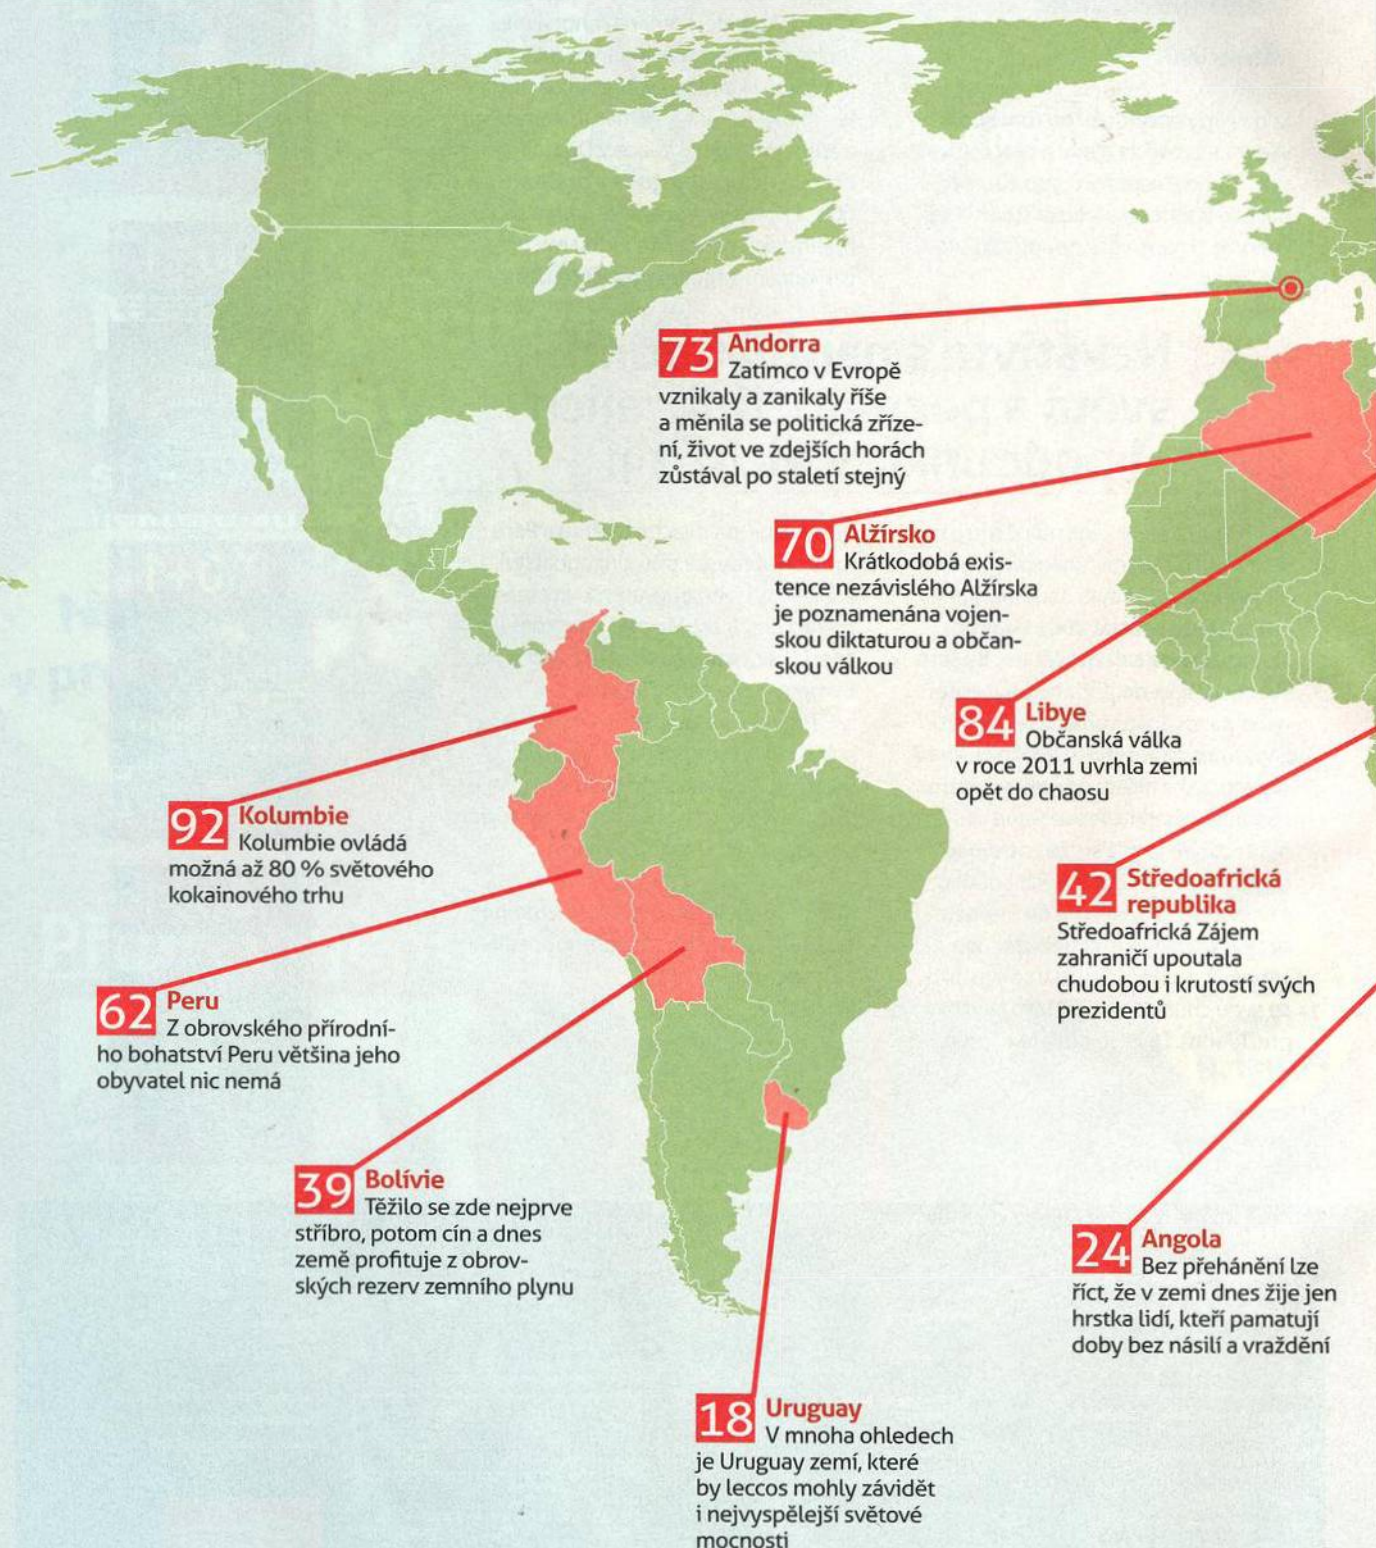 73 Andorra
Zatímco v Evropě
vznikaly a zanikaly říše
a měnila se politická zříze-
ní, život ve zdejších horách
zůstával po staletí stejný
70 Alžírsko
Krátkodobá exis-
tence nezávislého Alžírska
je poznamenána vojen-
skou diktaturou a občan-
skou válkou
84 Libye
Občanská válka
v roce 2011 uvrhla zemi
opět do chaosu
92 Kolumbie
Kolumbie ovládá
možná až 80 % světového
kokainového trhu
42 Středoafrická
republika
Středoafrická Zájem
zahraničí upoutala
chudobou i krutostí svých
prezidentů
62 Peru
Z obrovského přírodní-
ho bohatství Peru většina jeho
obyvatel nic nemá
39 Bolívie
Těžilo se zde nejprve
stříbro, potom cín a dnes
země profituje z obrov-
ských rezerv zemního plynu
24 Angola
Bez přehánění lze
říct, že v zemi dnes žije jen
hrstka lidí, kteří pamatují
doby bez násilí a vraždění
18 Uruguay
V mnoha ohledech
je Uruguay zemí, které
by leccos mohly závidět
i nejvyspělejší světové
mocnosti